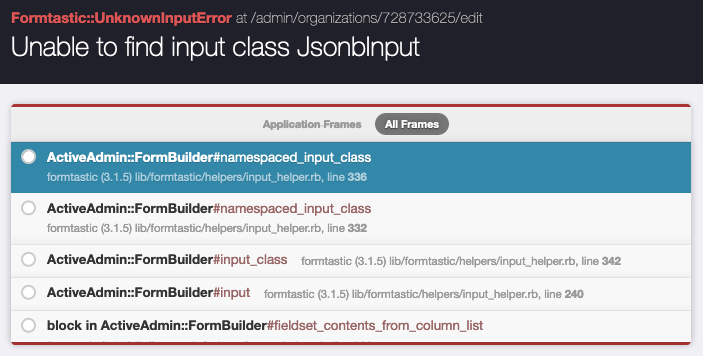 Formtastic::UnknownInputError at /admin/organizations/728733625/edit
Unable to find input class JsonbInput
Application Frames All Frames
ActiveAdmin::FormBuilder#namespaced_input_class
formtastic (3.1.5) lib/formtastic/helpers/input_helper.rb, line 336
ActiveAdmin::FormBuilder#namespaced_input_class
formtastic (3.1.5) lib/formtastic/helpers/input_helper.rb, line 332
ActiveAdmin::FormBuilder#input_class formtastic (3.1.5) lib/formtastic/helpers/input_helper.rb, line 342
ActiveAdmin::FormBuilder#input formtastic (3.1.5) lib/formtastic/helpers/input_helper.rb, line 240
block in ActiveAdmin::FormBuilder#fieldset_contents_from_column_list